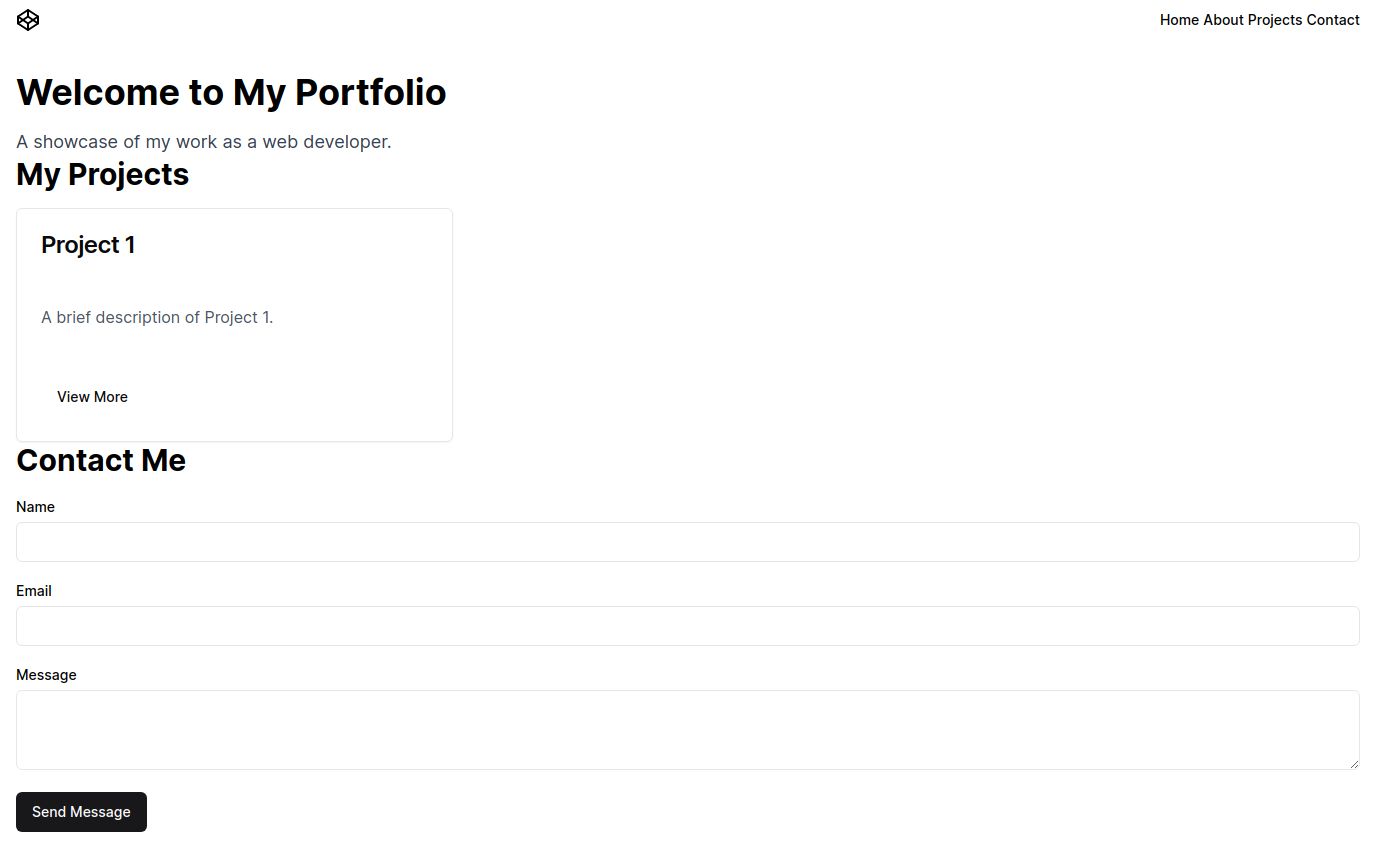 Home About Projects Contact
Welcome to My Portfolio
A showcase of my work as a web developer.
My Projects
Project 1
A brief description of Project 1.
View More
Contact Me
Name
Email
Message
Send Message